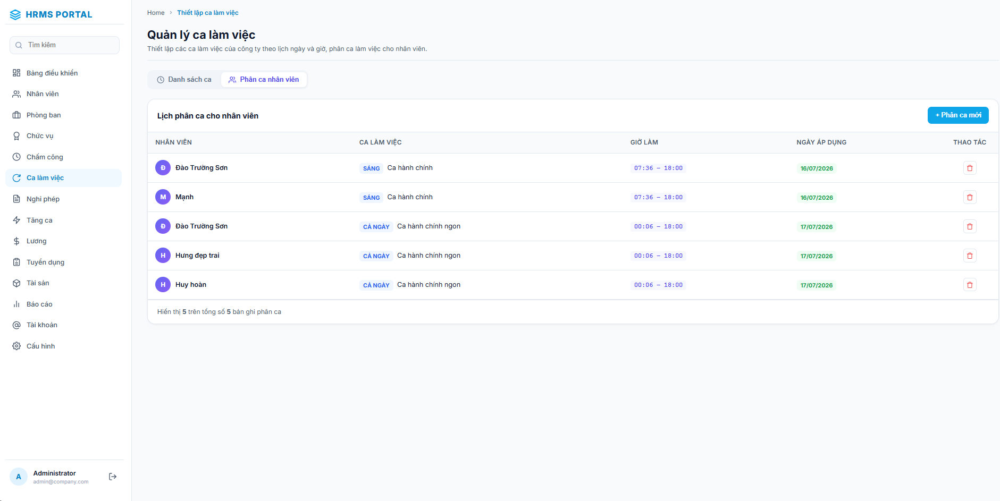 HRMS PORTAL
Tìm kiếm
Bảng điều khiển
Nhân viên
Phòng ban
Chức vụ
Chấm công
Ca làm việc
Nghỉ phép
Tăng ca
Lương
Tuyển dụng
Tài sản
Báo cáo
Tài khoản
Cấu hình
A
Administrator
admin@company.com
Home > Thiết lập ca làm việc
Quản lý ca làm việc
Thiết lập các ca làm việc của công ty theo lịch ngày và giờ, phân ca làm việc cho nhân viên.
Danh sách ca Phân ca nhân viên
Lịch phân ca cho nhân viên + Phân ca mới
NHÂN VIÊN CA LÀM VIỆC GIỜ LÀM NGÀY ÁP DỤNG THAO TÁC
Đ Đào Trường Sơn SÁNG Ca hành chính 07:36 – 18:00 16/07/2026
M Mạnh SÁNG Ca hành chính 07:36 – 18:00 16/07/2026
Đ Đào Trường Sơn CẢ NGÀY Ca hành chính ngon 00:06 – 18:00 17/07/2026
H Hưng đẹp trai CẢ NGÀY Ca hành chính ngon 00:06 – 18:00 17/07/2026
H Huy hoàn CẢ NGÀY Ca hành chính ngon 00:06 – 18:00 17/07/2026
Hiển thị 5 trên tổng số 5 bản ghi phân ca